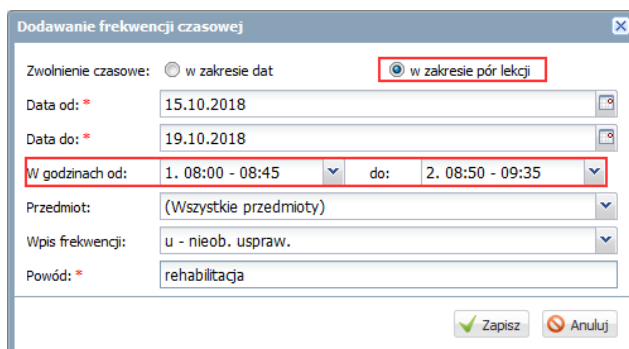 Dodawanie frekwencji czasowej
Zwolnienie czasowe: w zakresie dat w zakresie pór lekcji
Data od: * 15.10.2018
Data do: * 19.10.2018
W godzinach od: 1. 08:00 - 08:45 do: 2. 08:50 - 09:35
Przedmiot: (Wszystkie przedmioty)
Wpis frekwencji: u - nieob. uspraw.
Powód: * rehabilitacja
Zapisz Anuluj